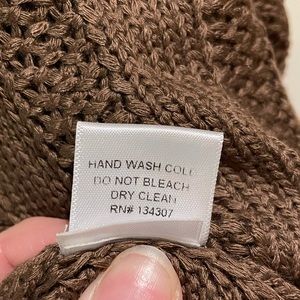 HAND WASH COLD
DO NOT BLEACH
DRY CLEAN
RN# 134307